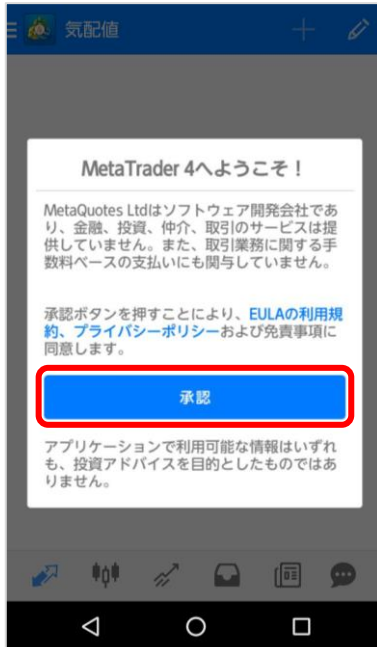 気配値
MetaTrader 4へようこそ！
MetaQuotes Ltdはソフトウェア開発会社であ
り、金融、投資、仲介、取引のサービスは提
供していません。また、取引業務に関する手
数料ベースの支払いにも関与していません。
承認ボタンを押すことにより、EULAの利用規
約、プライバシーポリシーおよび免責事項に
同意します。
承認
アプリケーションで利用可能な情報はいずれ
も、投資アドバイスを目的としたものではあ
りません。